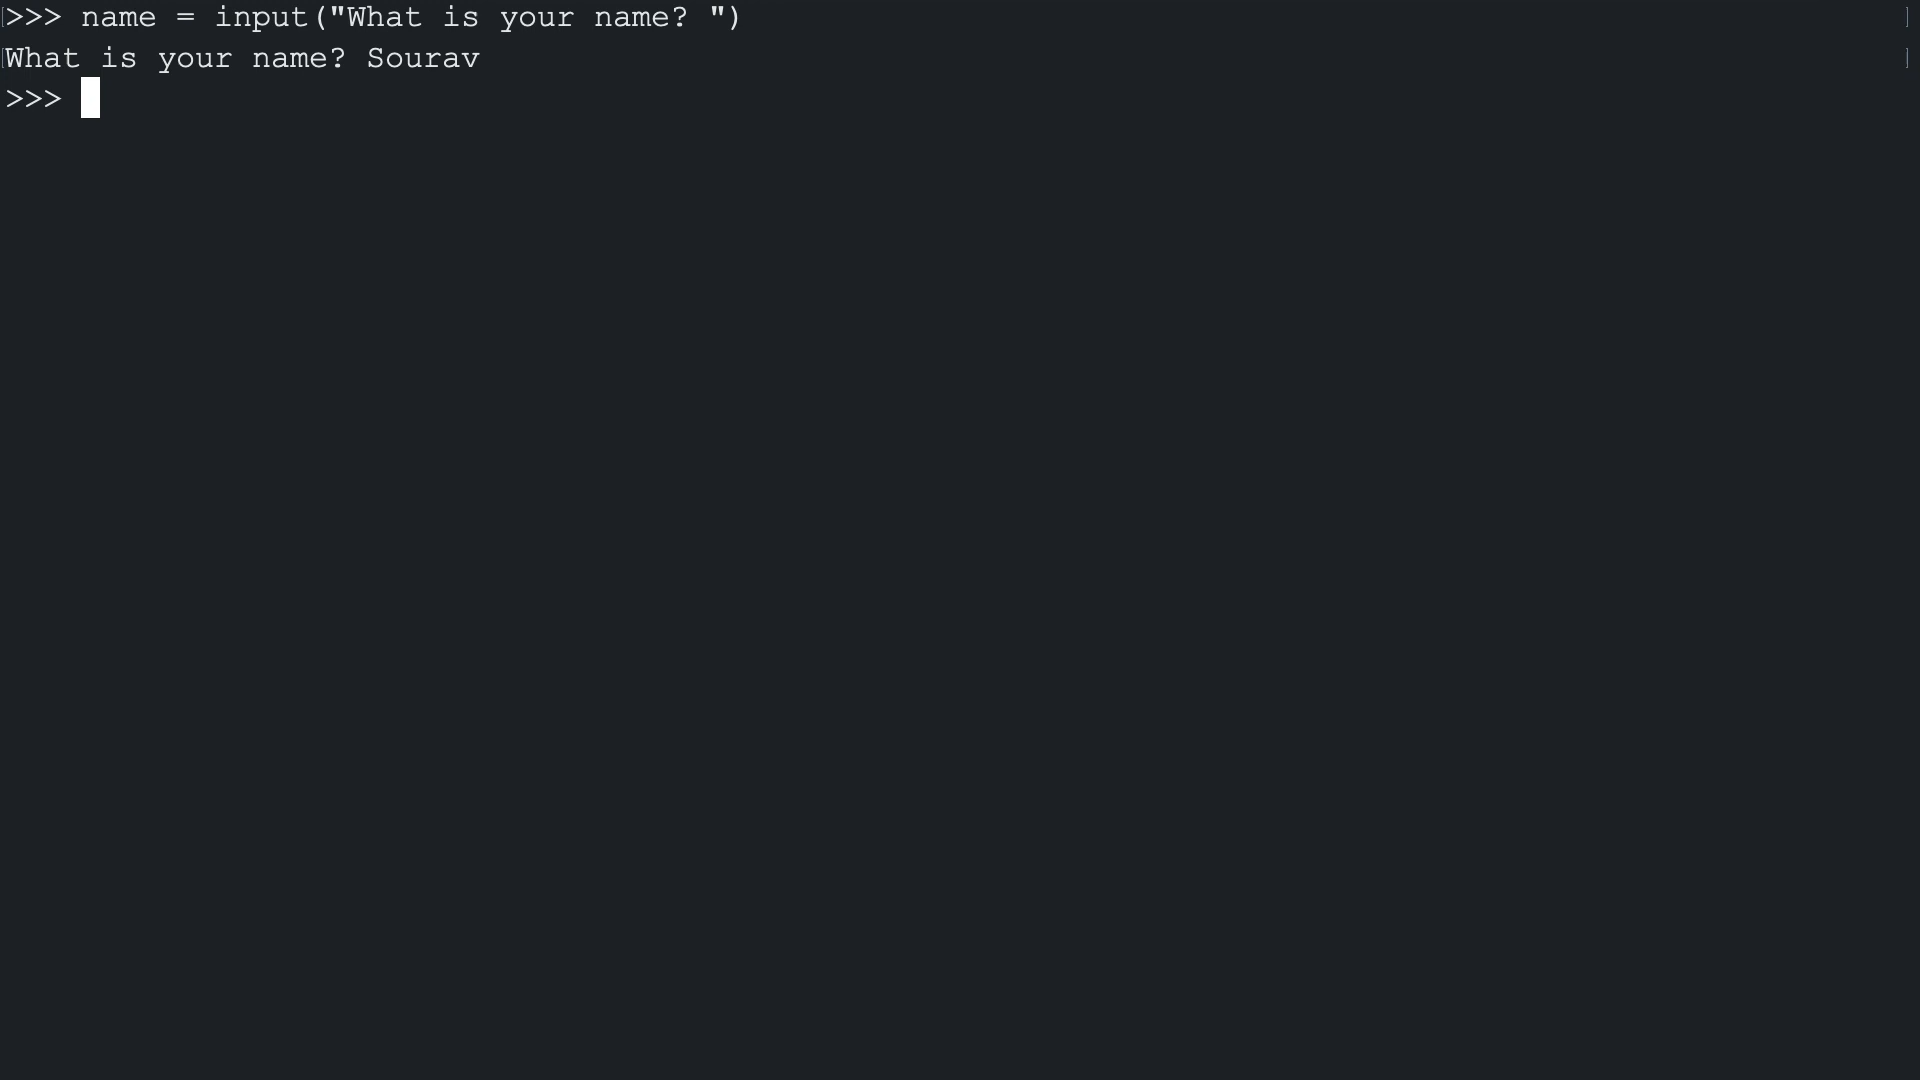 >>> name = input("What is your name? ")
What is your name? Sourav
>>>